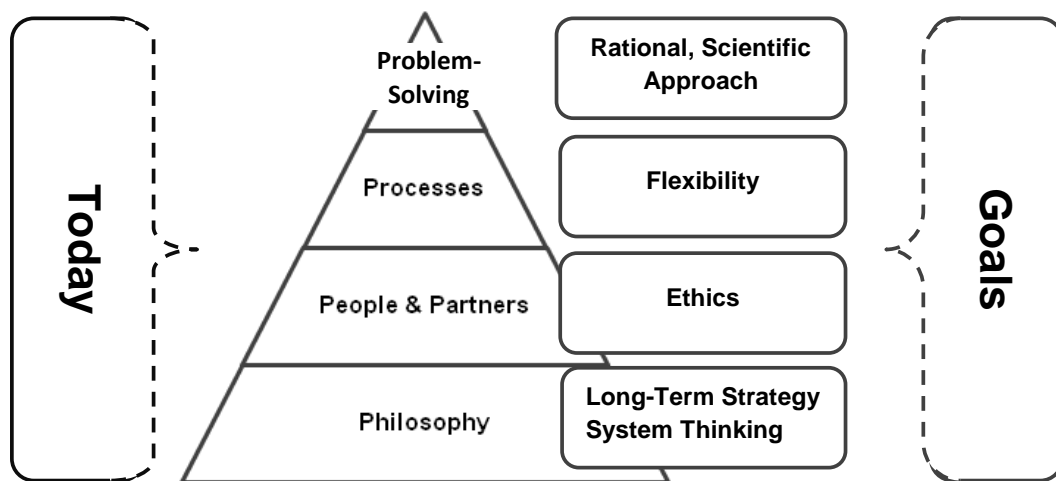 Today
Problem-
Solving
Processes
People & Partners
Philosophy
Rational, Scientific
Approach
Flexibility
Ethics
Long-Term Strategy
System Thinking
Goals